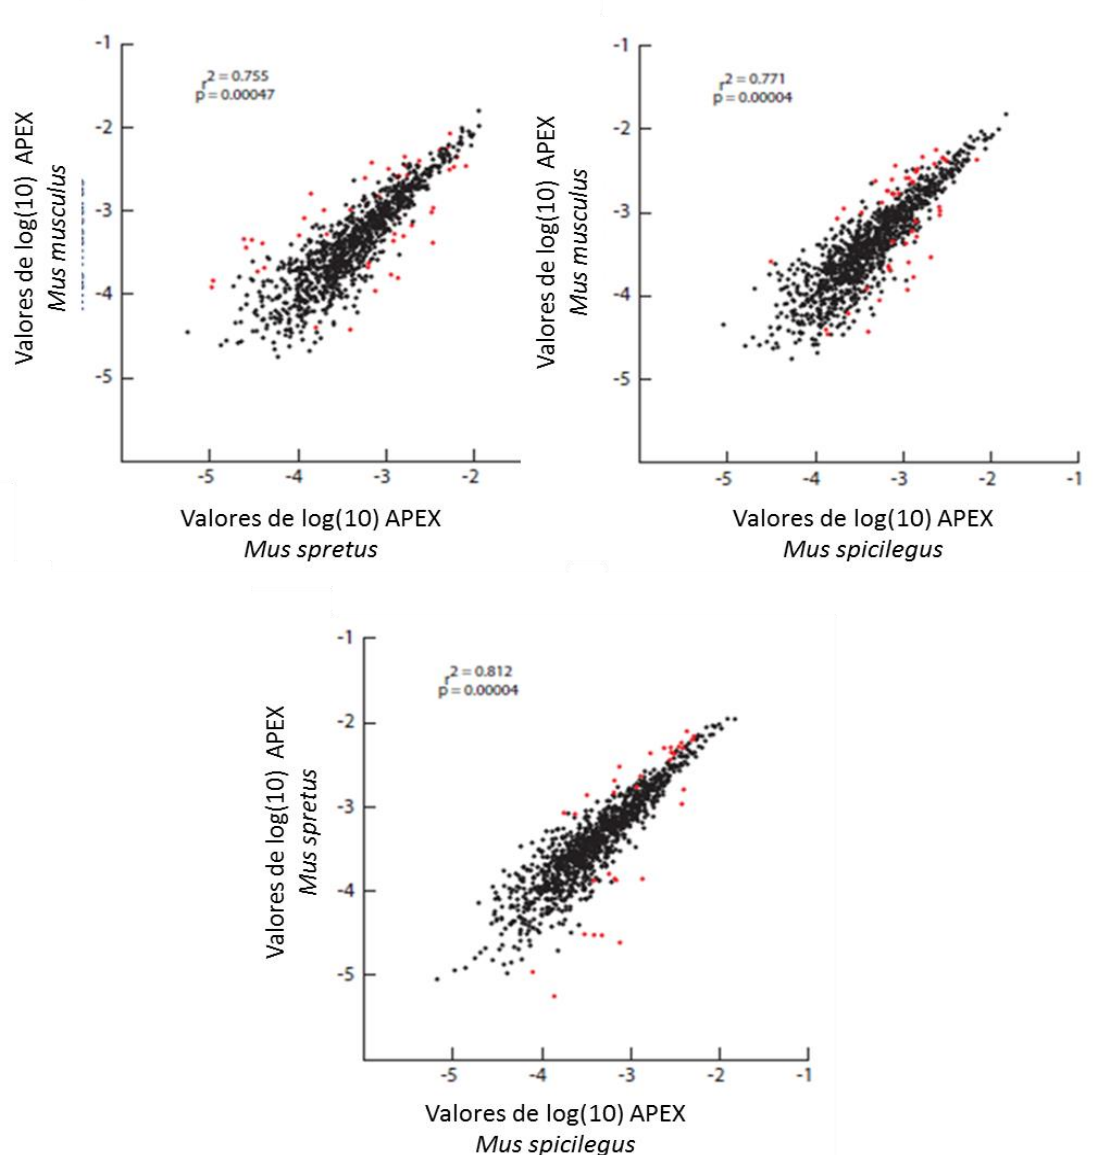 -1
-2
-3
-4
-5
r2 = 0.755
p = 0.00047
Valores de log(10) APEX
Mus musculus
-5 -4 -3 -2
Valores de log(10) APEX
Mus spretus
-1
-2
-3
-4
-5
r2 = 0.771
p = 0.00004
Valores de log(10) APEX
Mus musculus
-5 -4 -3 -2 -1
Valores de log(10) APEX
Mus spicilegus
-1
-2
-3
-4
-5
r2 = 0.812
p = 0.00004
Valores de log(10) APEX
Mus spretus
-5 -4 -3 -2 -1
Valores de log(10) APEX
Mus spicilegus